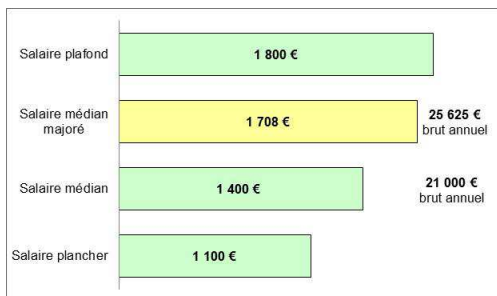 Salaire plafond
1 800 €
Salaire médian
majoré
1 708 €
25 625 €
brut annuel
Salaire médian
1 400 €
21 000 €
brut annuel
Salaire plancher
1 100 €